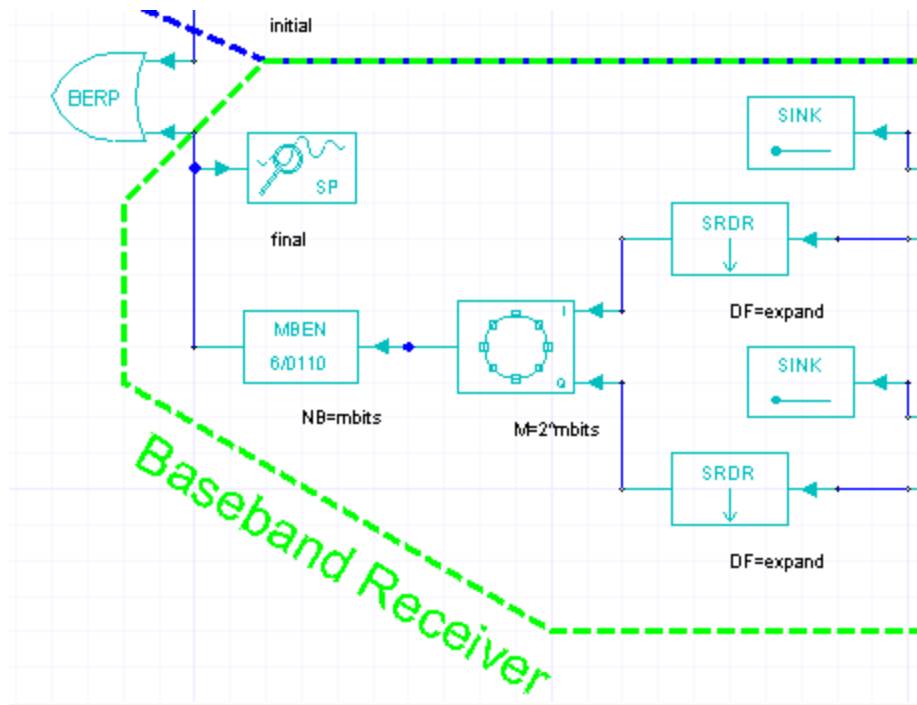 initial
BERP
SINK
SP
SRDR
final
DF=expand
I
MBEN
6/0110
SINK
Q
NB=mbits
M=2^mbits
SRDR
Baseband Receiver
DF=expand